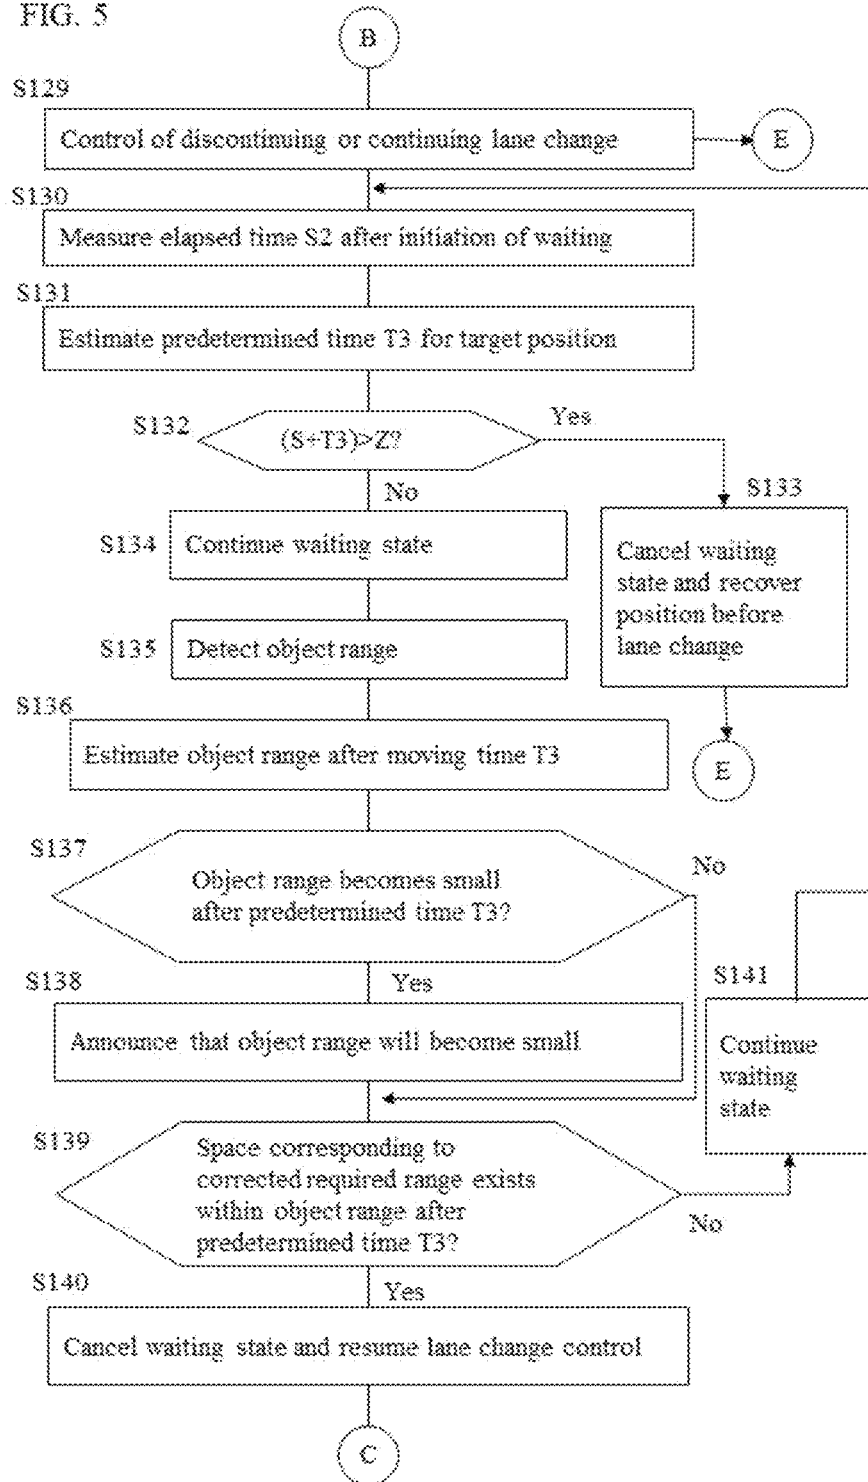 FIG. 5
B
S129
Control of discontinuing or continuing lane change
E
S130
Measure elapsed time S2 after initiation of waiting
S131
Estimate predetermined time T3 for target position
S132
(S+T3)>Z?
Yes
No
S133
Cancel waiting
state and recover
position before
lane change
E
S134
Continue waiting state
S135
Detect object range
S136
Estimate object range after moving time T3
S137
Object range becomes small
after predetermined time T3?
No
Yes
S138
Announce that object range will become small
S141
Continue
waiting
state
S139
Space corresponding to
corrected required range exists
within object range after
predetermined time T3?
No
Yes
S140
Cancel waiting state and resume lane change control
C